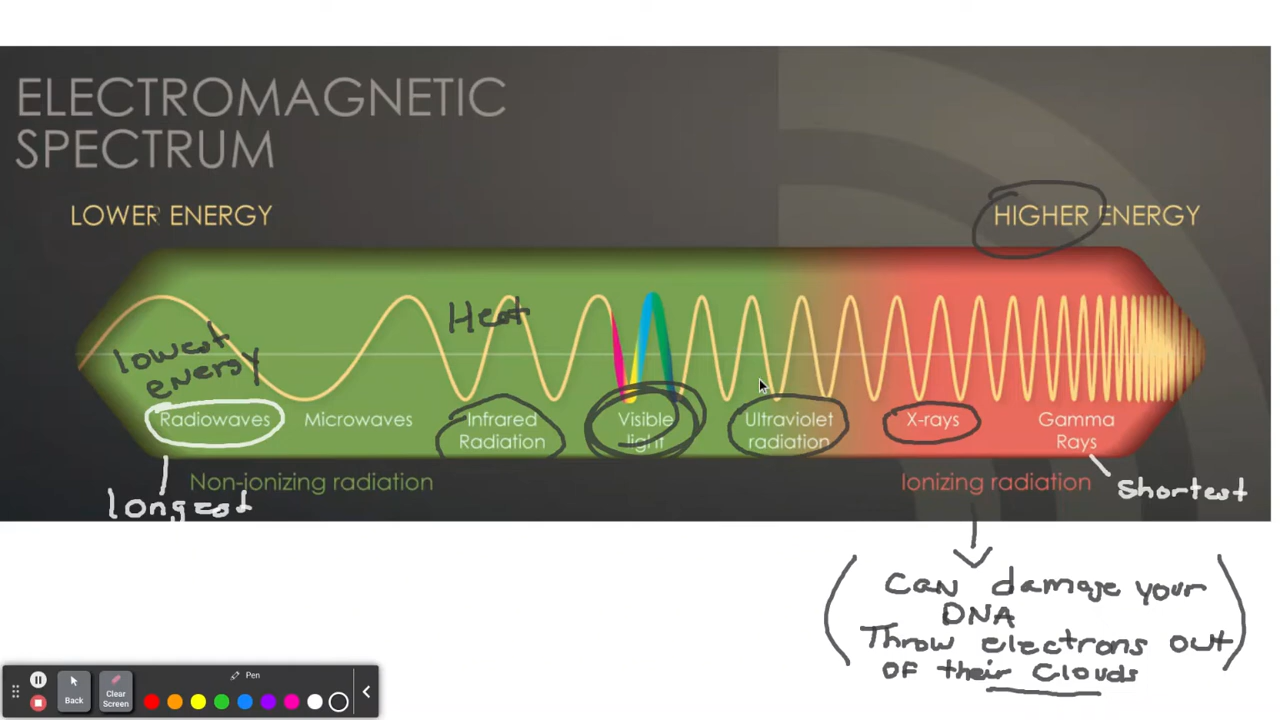 ELECTROMAGNETIC
SPECTRUM
LOWER ENERGY
HIGHER ENERGY
Heat
lowest
energy
Radiowaves
Microwaves
Infrared
Radiation
Visible
light
Ultraviolet
radiation
X-rays
Gamma
Rays
longest
Non-ionizing radiation
Ionizing radiation
Shortest
Can damage your
DNA
Throw electrons out
OF their Clouds
Pen
Back
Clear
Screen